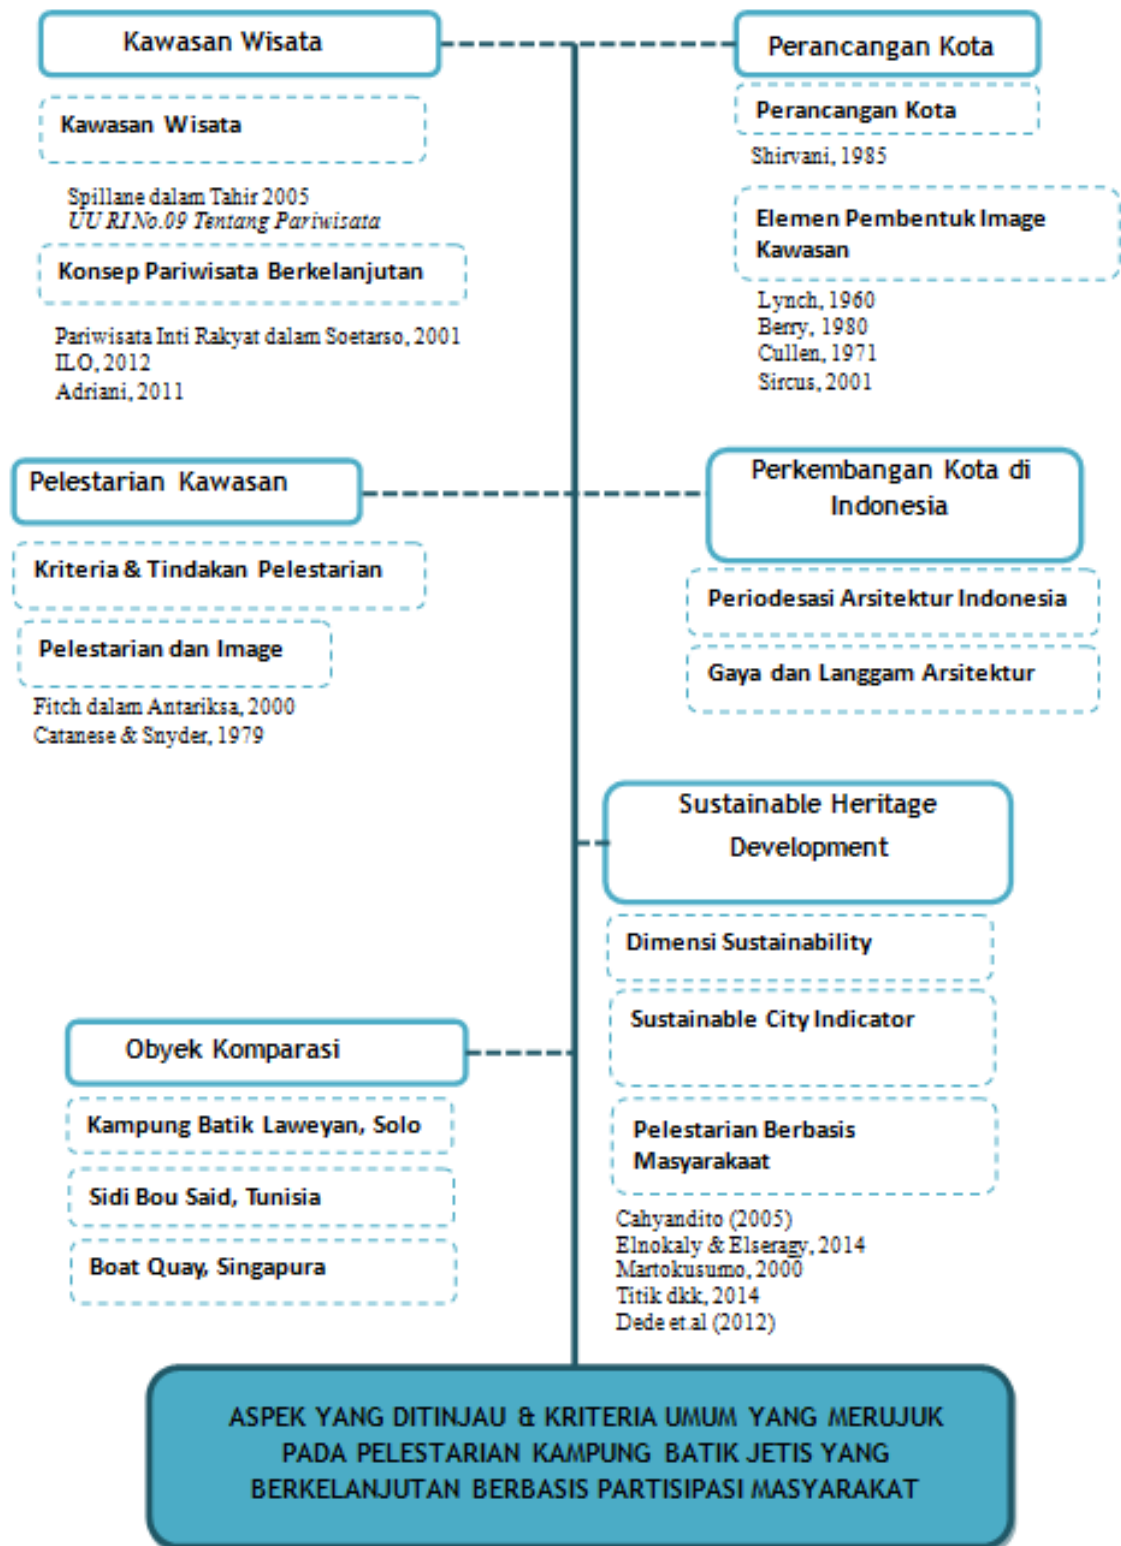 Kawasan Wisata
Kawasan Wisata
Spillane dalam Tahir 2005
UU RI No.09 Tentang Pariwisata
Konsep Pariwisata Berkelanjutan
Pariwisata Inti Rakyat dalam Soetarso, 2001
ILO, 2012
Adriani, 2011
Perancangan Kota
Perancangan Kota
Shirvani, 1985
Elemen Pembentuk Image
Kawasan
Lynch, 1960
Berry, 1980
Cullen, 1971
Sircus, 2001
Pelestarian Kawasan
Kriteria & Tindakan Pelestarian
Pelestarian dan Image
Fitch dalam Antariksa, 2000
Catanese & Snyder, 1979
Perkembangan Kota di
Indonesia
Periodesasi Arsitektur Indonesia
Gaya dan Langgam Arsitektur
Sustainable Heritage
Development
Dimensi Sustainability
Sustainable City Indicator
Pelestarian Berbasis
Masyarakaat
Cahyandito (2005)
Elnokaly & Elseragy, 2014
Martokusumo, 2000
Titik dkk, 2014
Dede et.al (2012)
Obyek Komparasi
Kampung Batik Laweyan, Solo
Sidi Bou Said, Tunisia
Boat Quay, Singapura
ASPEK YANG DITINJAU & KRITERIA UMUM YANG MERUJUK
PADA PELESTARIAN KAMPUNG BATIK JETIS YANG
BERKELANJUTAN BERBASIS PARTISIPASI MASYARAKAT